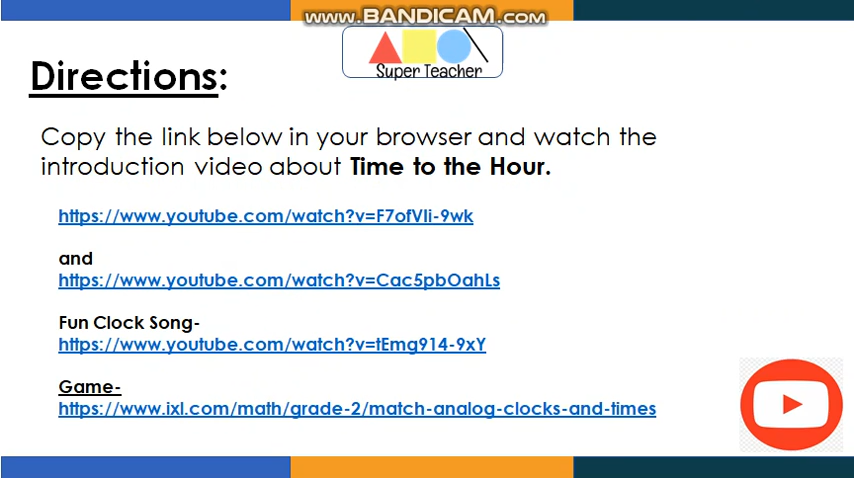 www.BANDICAM.com
Super Teacher
Directions:
Copy the link below in your browser and watch the
introduction video about Time to the Hour.
https://www.youtube.com/watch?v=F7ofVli-9wk
and
https://www.youtube.com/watch?v=Cac5pbOahLs
Fun Clock Song-
https://www.youtube.com/watch?v=tEmg914-9xY
Game-
https://www.ixl.com/math/grade-2/match-analog-clocks-and-times